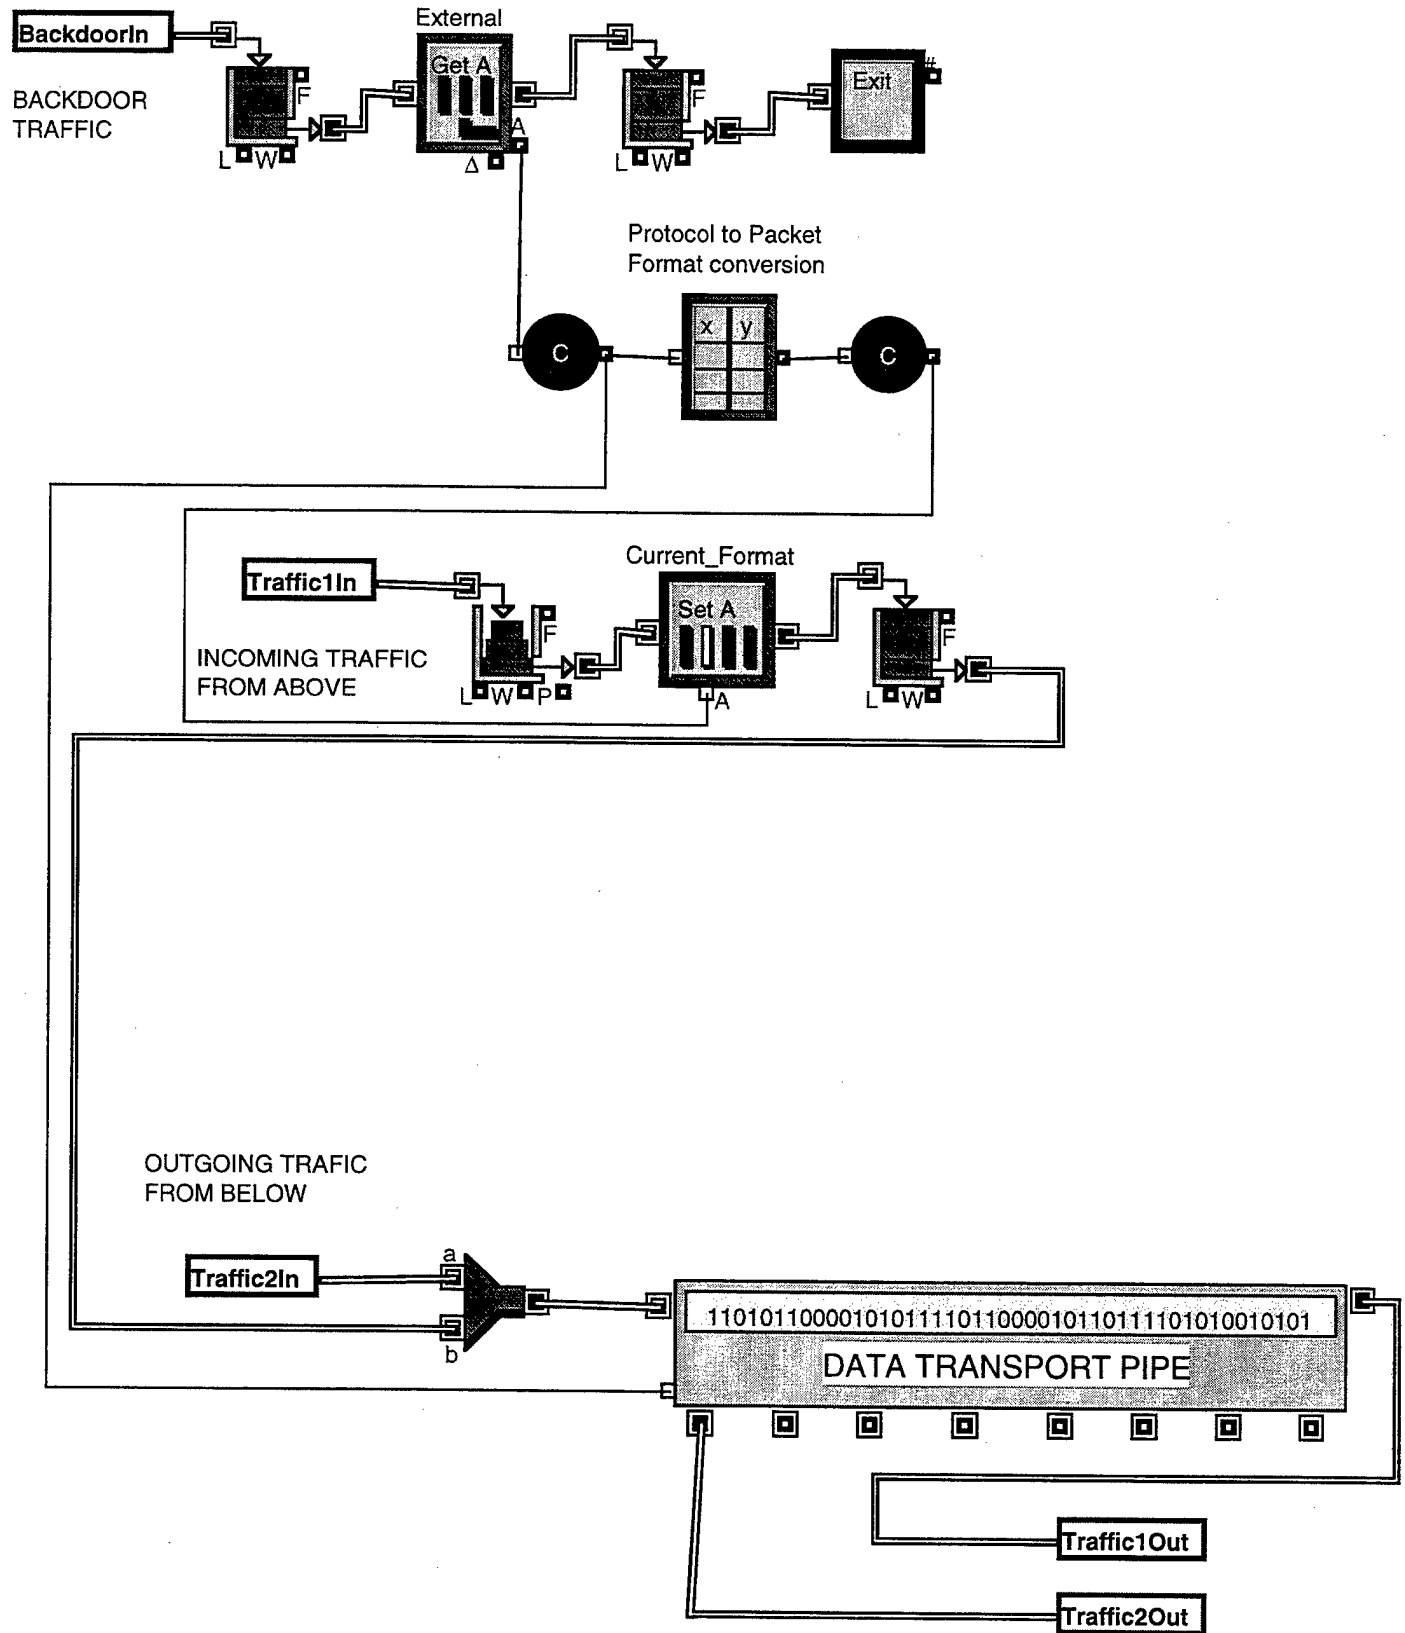 External
BackdoorIn
Get A
Exit
#
BACKDOOR
TRAFFIC
F
F
A
L W
Δ
L W
Protocol to Packet
Format conversion
x y
C
C
Current_Format
Traffic1In
Set A
F
F
INCOMING TRAFFIC
FROM ABOVE
L W P
A
L W
OUTGOING TRAFIC
FROM BELOW
a
Traffic2In
b
11010110000101011110110000101101111101010010101
DATA TRANSPORT PIPE
Traffic1Out
Traffic2Out